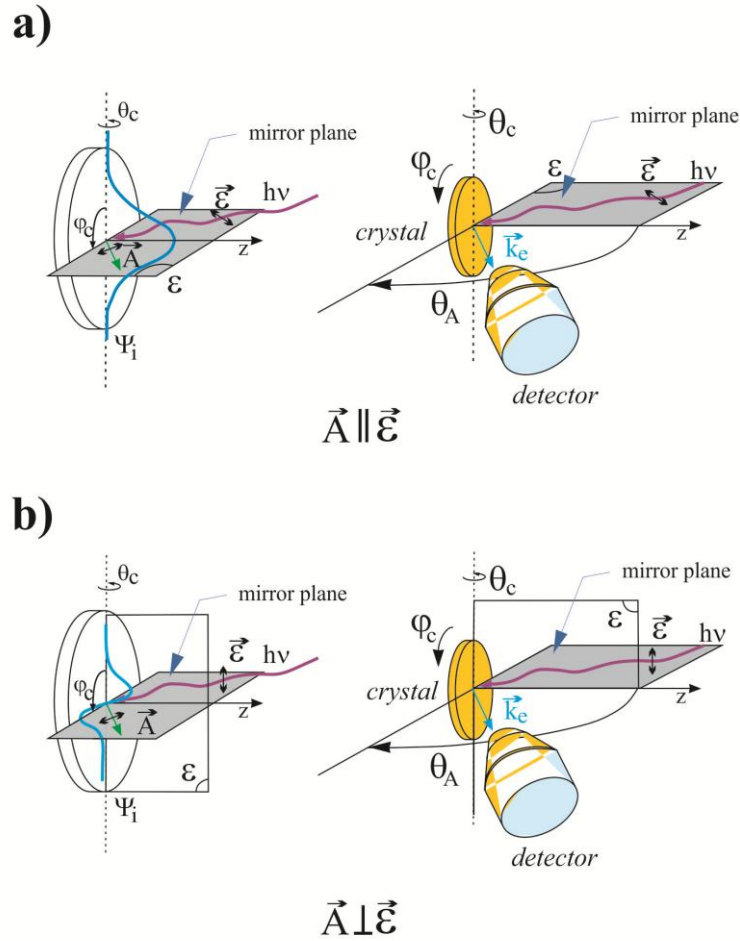 a)
θc
mirror plane
hν
ε⃗
φc
A⃗
z
ε
Ψi
θc
mirror plane
φc
ε
ε⃗
hν
crystal
z
k⃗e
θA
detector
A⃗ ∥ ε⃗
b)
θc
mirror plane
ε⃗
hν
φc
z
A⃗
ε
Ψi
θc
mirror plane
φc
ε
ε⃗
hν
crystal
z
k⃗e
θA
detector
A⃗ ⊥ ε⃗